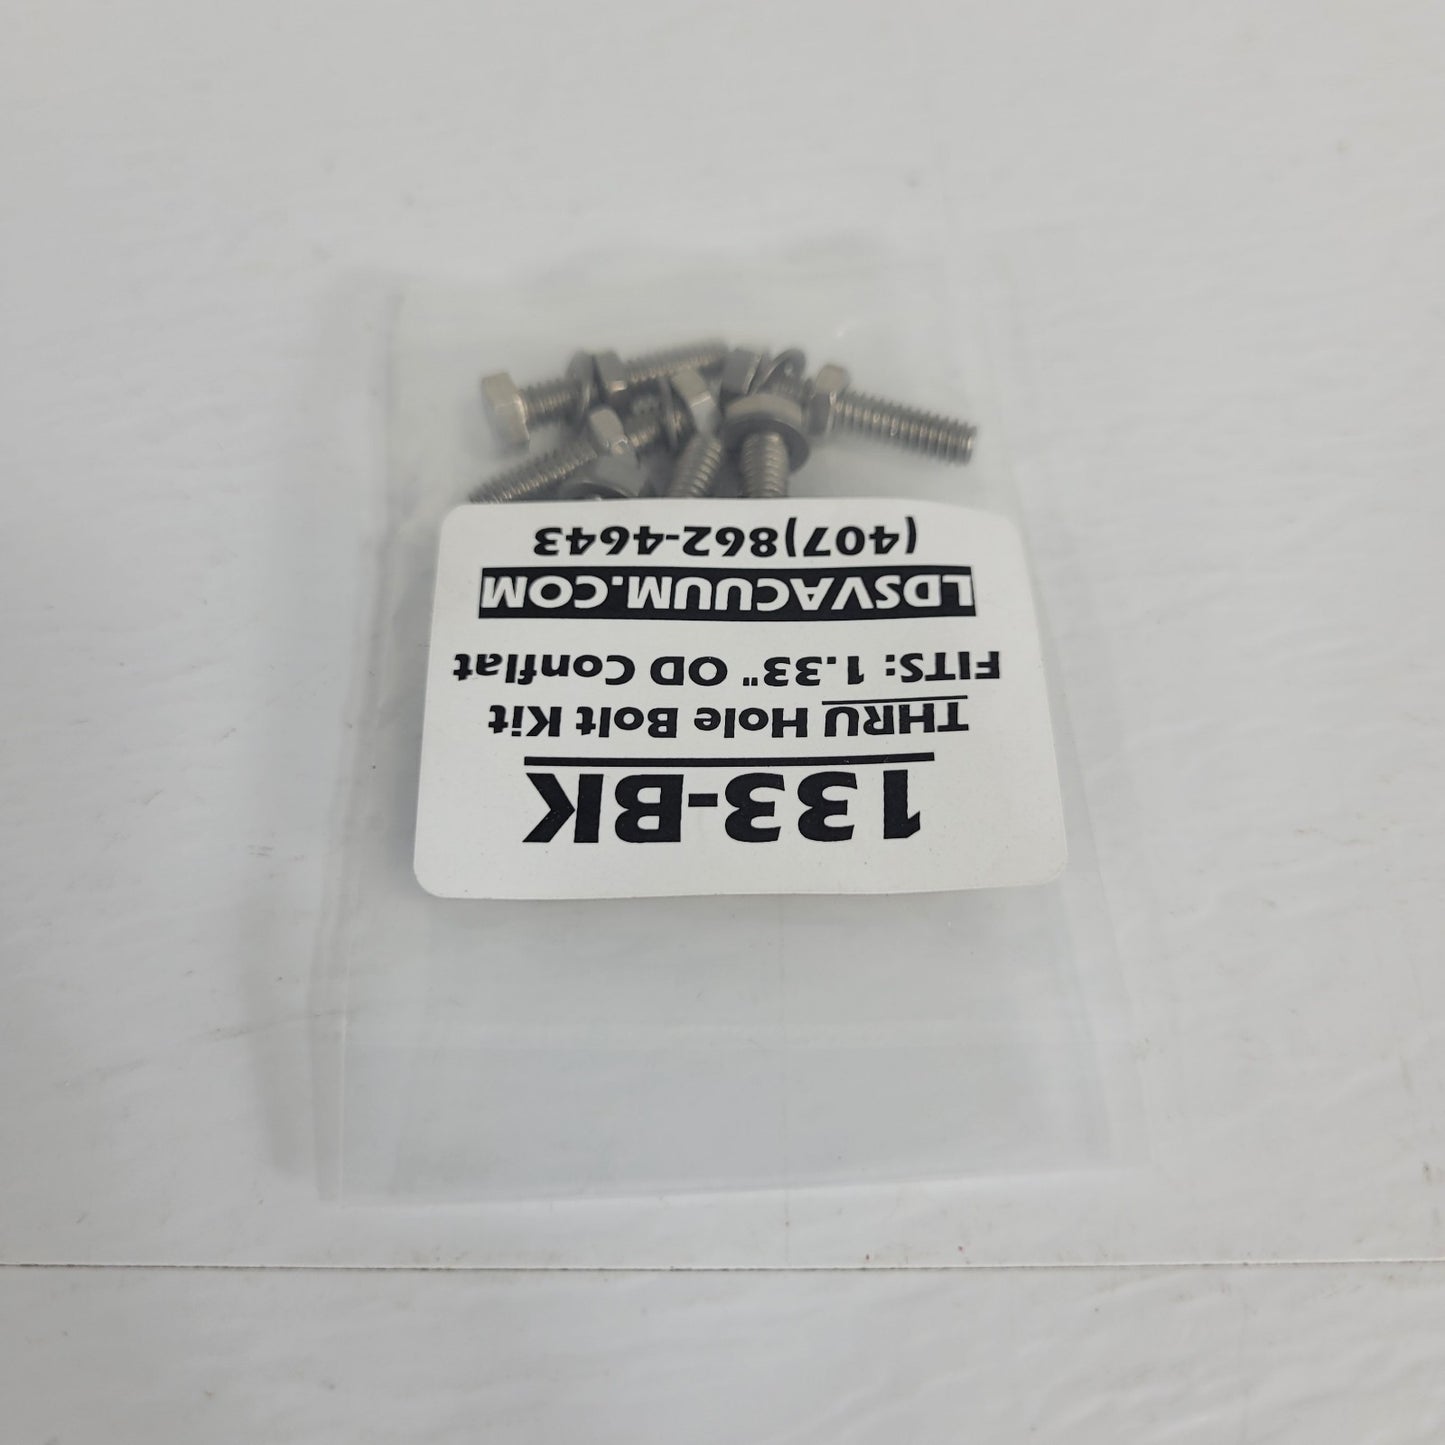 133-BK
THRU Hole Bolt Kit
FITS: 1.33" OD Conflat
LDSVACUUM.COM
(407)862-4643